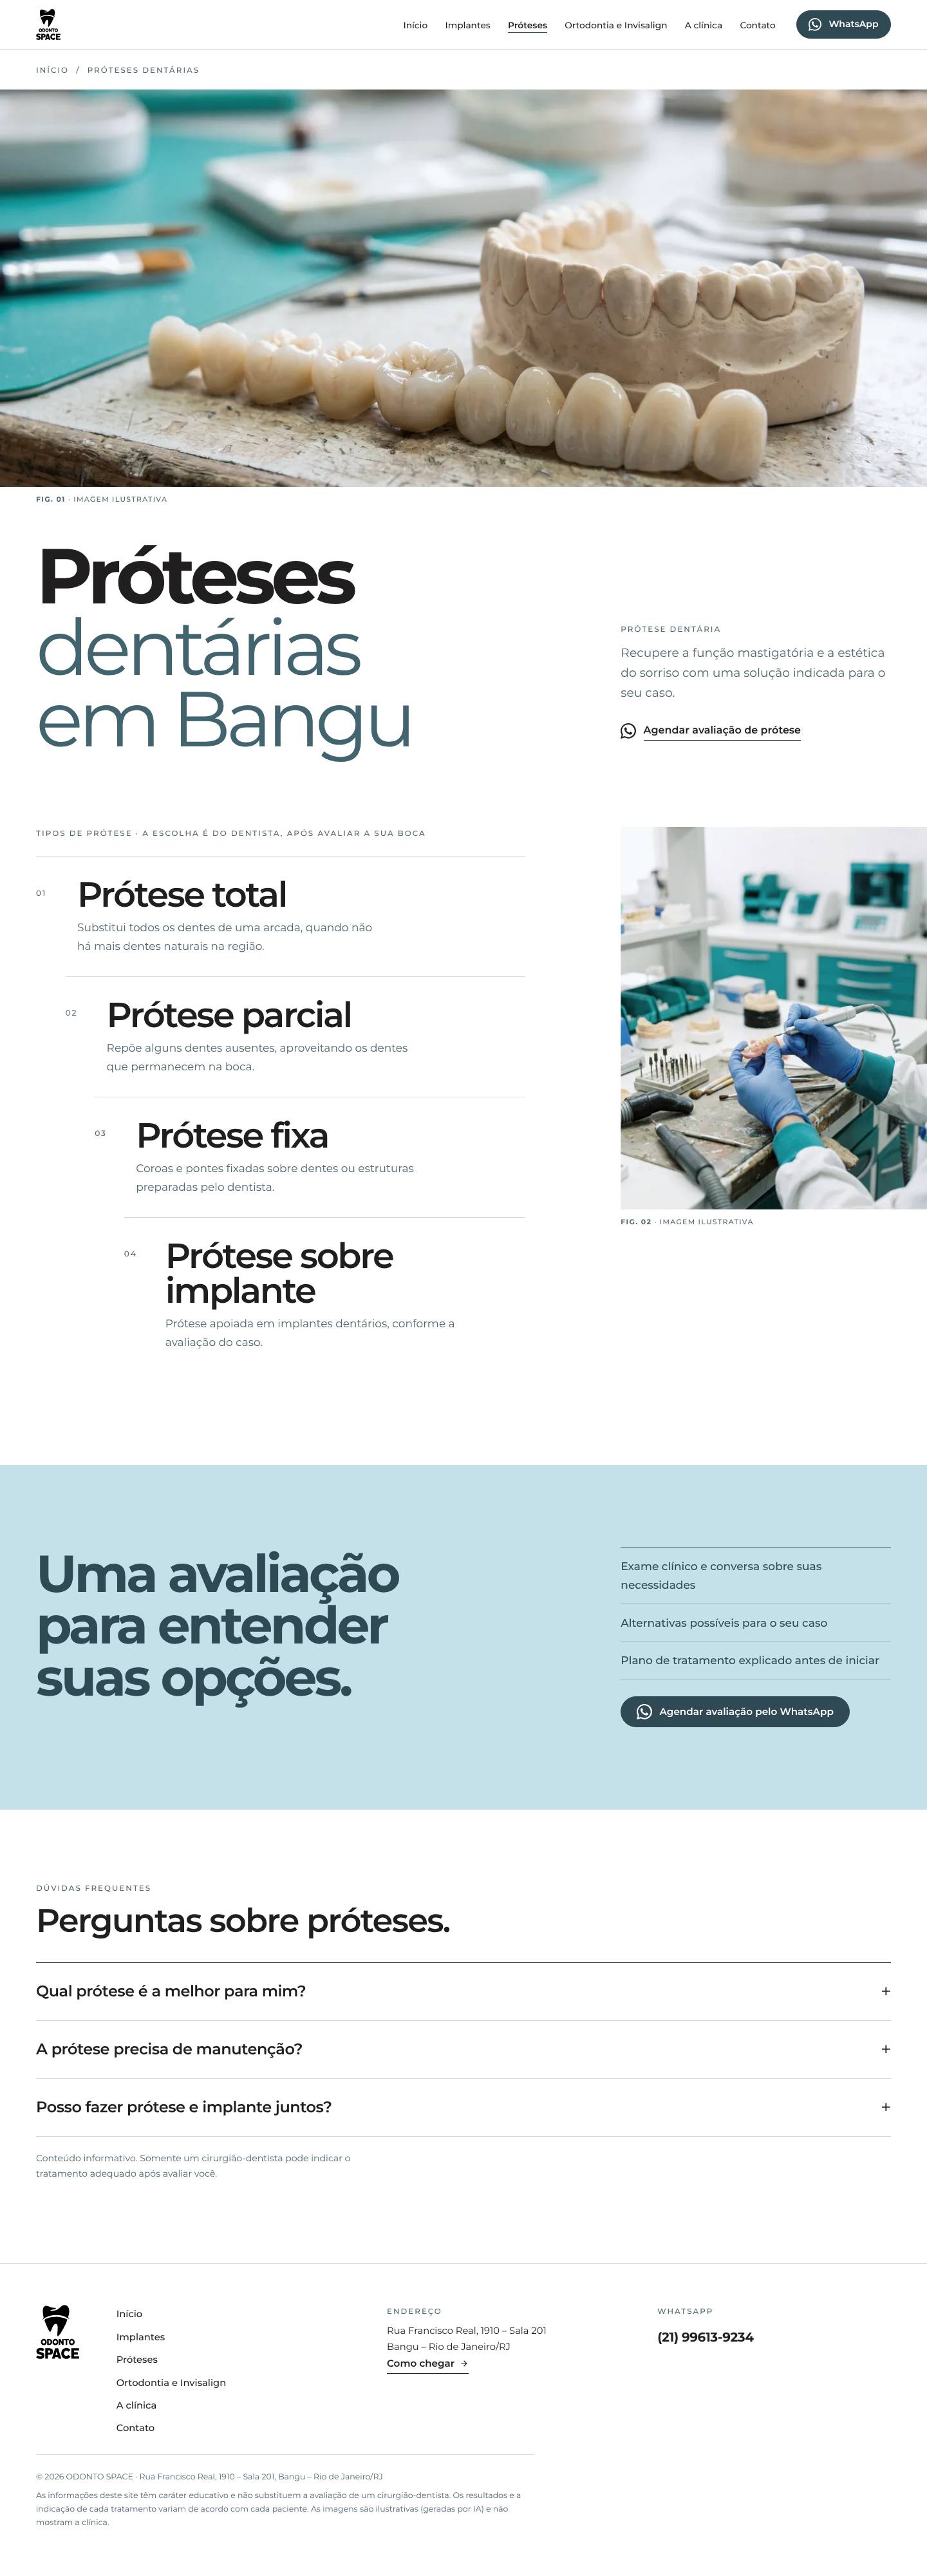 ODONTO
SPACE
Início
Implantes
Próteses
Ortodontia e Invisalign
A clínica
Contato
WhatsApp
INÍCIO / PRÓTESES DENTÁRIAS
FIG. 01 · IMAGEM ILUSTRATIVA
Próteses
dentárias
em Bangu
PRÓTESE DENTÁRIA
Recupere a função mastigatória e a estética
do sorriso com uma solução indicada para o
seu caso.
Agendar avaliação de prótese
TIPOS DE PRÓTESE · A ESCOLHA É DO DENTISTA, APÓS AVALIAR A SUA BOCA
01
Prótese total
Substitui todos os dentes de uma arcada, quando não
há mais dentes naturais na região.
02
Prótese parcial
Repõe alguns dentes ausentes, aproveitando os dentes
que permanecem na boca.
03
Prótese fixa
Coroas e pontes fixadas sobre dentes ou estruturas
preparadas pelo dentista.
04
Prótese sobre
implante
Prótese apoiada em implantes dentários, conforme a
avaliação do caso.
FIG. 02 · IMAGEM ILUSTRATIVA
Uma avaliação
para entender
suas opções.
Exame clínico e conversa sobre suas
necessidades
Alternativas possíveis para o seu caso
Plano de tratamento explicado antes de iniciar
Agendar avaliação pelo WhatsApp
DÚVIDAS FREQUENTES
Perguntas sobre próteses.
Qual prótese é a melhor para mim? +
A prótese precisa de manutenção? +
Posso fazer prótese e implante juntos? +
Conteúdo informativo. Somente um cirurgião-dentista pode indicar o
tratamento adequado após avaliar você.
ODONTO
SPACE
Início
Implantes
Próteses
Ortodontia e Invisalign
A clínica
Contato
ENDEREÇO
Rua Francisco Real, 1910 – Sala 201
Bangu – Rio de Janeiro/RJ
Como chegar →
WHATSAPP
(21) 99613-9234
© 2026 ODONTO SPACE · Rua Francisco Real, 1910 – Sala 201, Bangu – Rio de Janeiro/RJ
As informações deste site têm caráter educativo e não substituem a avaliação de um cirurgião-dentista. Os resultados e a
indicação de cada tratamento variam de acordo com cada paciente. As imagens são ilustrativas (geradas por IA) e não
mostram a clínica.